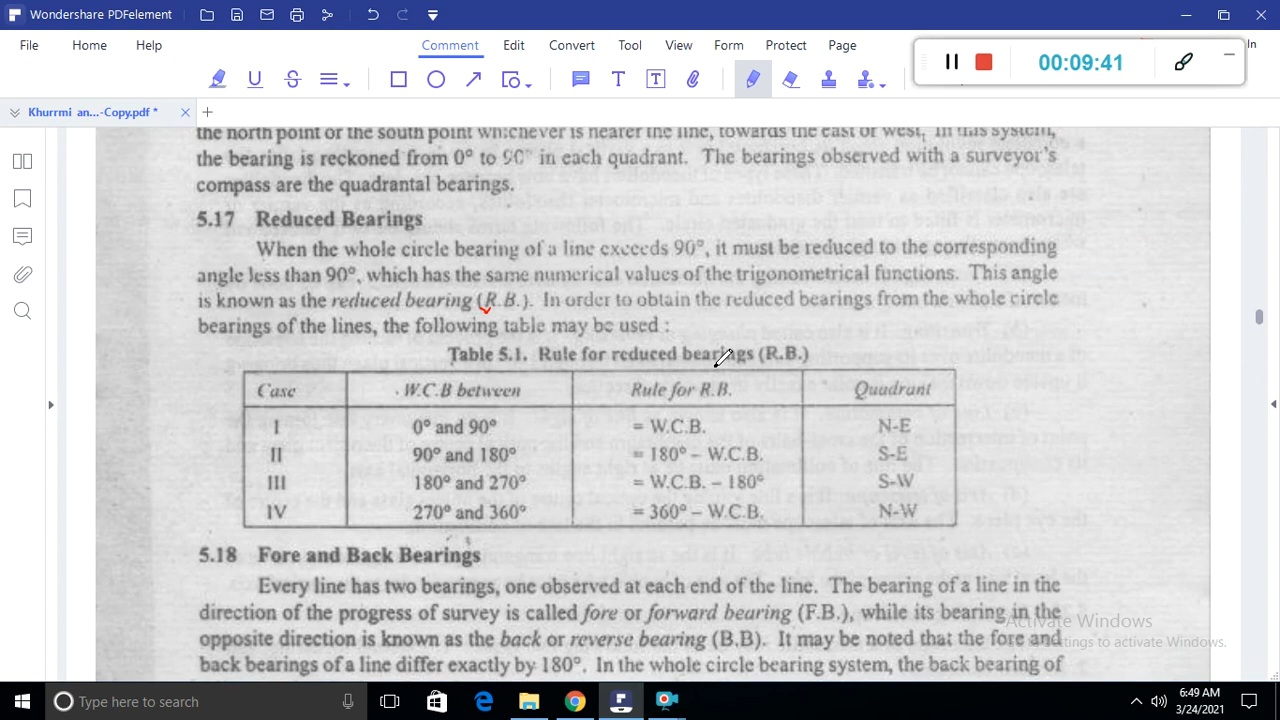 Wondershare PDFelement
File Home Help Comment Edit Convert Tool View Form Protect Page
00:09:41
In
Khurrmi an...-Copy.pdf *
the north point or the south point whichever is nearer the line, towards the east or west. In this system,
the bearing is reckoned from 0° to 90° in each quadrant. The bearings observed with a surveyor's
compass are the quadrantal bearings.
5.17 Reduced Bearings
When the whole circle bearing of a line exceeds 90°, it must be reduced to the corresponding
angle less than 90°, which has the same numerical values of the trigonometrical functions. This angle
is known as the reduced bearing (R.B.). In order to obtain the reduced bearings from the whole circle
bearings of the lines, the following table may be used :
Table 5.1. Rule for reduced bearings (R.B.)
Case W.C.B between Rule for R.B. Quadrant
I 0° and 90° = W.C.B. N-E
II 90° and 180° = 180° – W.C.B. S-E
III 180° and 270° = W.C.B. – 180° S-W
IV 270° and 360° = 360° – W.C.B. N-W
5.18 Fore and Back Bearings
Every line has two bearings, one observed at each end of the line. The bearing of a line in the
direction of the progress of survey is called fore or forward bearing (F.B.), while its bearing in the
opposite direction is known as the back or reverse bearing (B.B). It may be noted that the fore and
back bearings of a line differ exactly by 180°. In the whole circle bearing system, the back bearing of
Activate Windows
Settings to activate Windows.
Type here to search
6:49 AM
3/24/2021